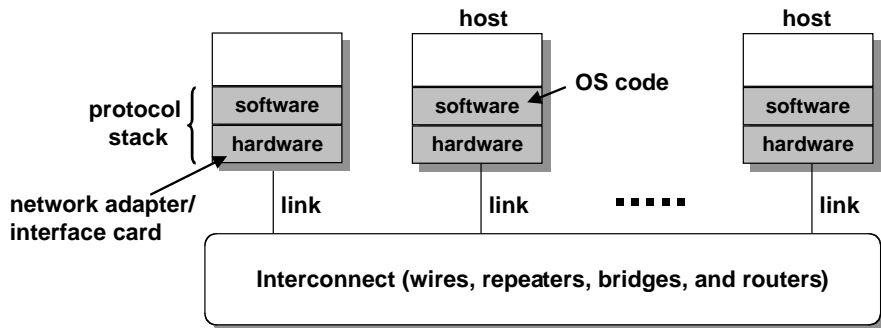 host
host
OS code
protocol
stack
software
software
software
hardware
hardware
hardware
network adapter/
interface card
link
link
link
Interconnect (wires, repeaters, bridges, and routers)